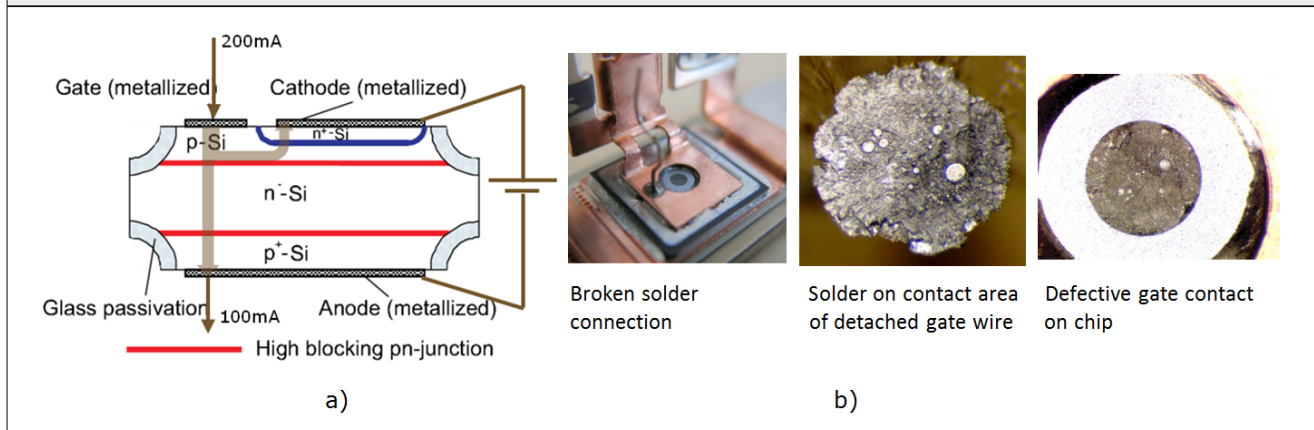 200mA
Gate (metallized)
Cathode (metallized)
n⁺-Si
p-Si
n⁻-Si
p⁺-Si
Glass passivation
Anode (metallized)
100mA
High blocking pn-junction
a)
Broken solder
connection
Solder on contact area
of detached gate wire
Defective gate contact
on chip
b)